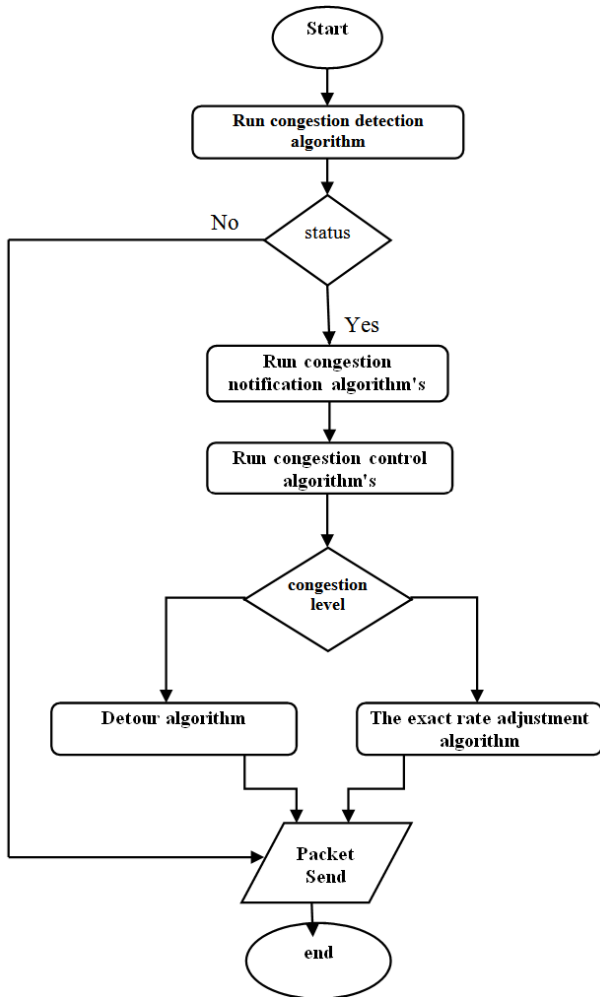 Start
Run congestion detection
algorithm
No
status
Yes
Run congestion
notification algorithm's
Run congestion control
algorithm's
congestion
level
Detour algorithm
The exact rate adjustment
algorithm
Packet
Send
end